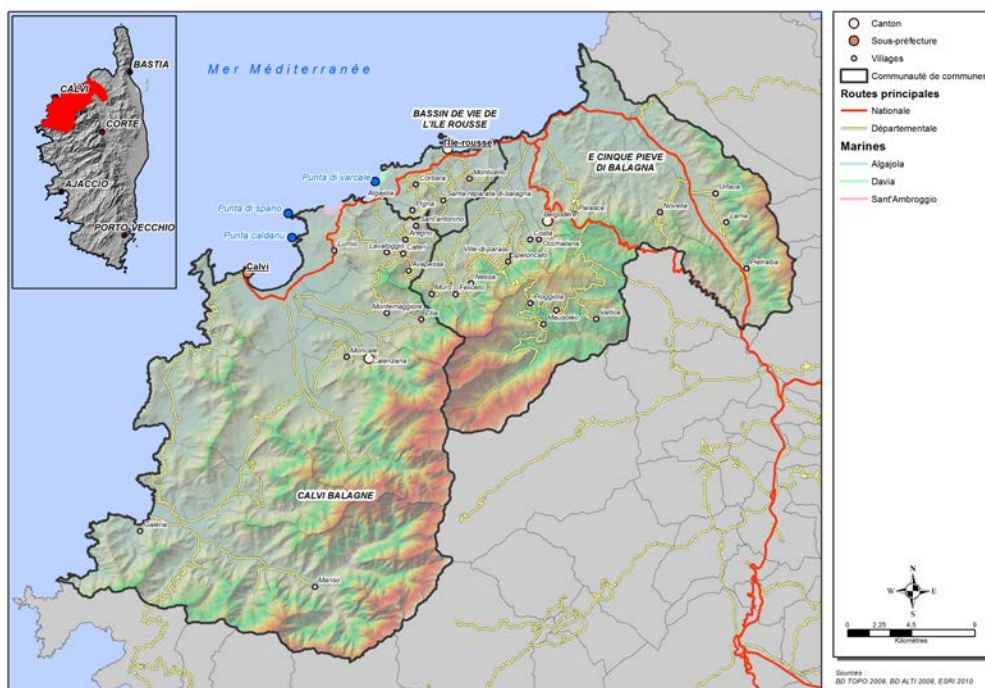 BASTIA
CALVI
CORTE
AJACCIO
PORTO VECCHIO
Mer Méditerranée
BASSIN DE VIE DE
L'ILE ROUSSE
l'Ile-rousse
E CINQUE PIEVE
DI BALAGNA
Punta di varcale
Algajola
Corbara
Monticello
Santa-reparata-di-balagna
Pigna
Sant'antonino
Punta di spano
Punta caldanu
Aregno
Lumio
Lavatoggio
Cateri
Avapessa
Belgodère
Palasca
Costa
Occhiatana
Ville-di-paraso
Speloncato
Novella
Urtaca
Lama
Pietralba
Calvi
Nessa
Muro
Feliceto
Montemaggiore
Zilia
Pioggiola
Mausoléo
Vallica
Moncale
Calenzana
CALVI BALAGNE
Galéria
Manso
Canton
Sous-préfecture
Villages
Communauté de communes
Routes principales
Nationale
Départementale
Marines
Algajola
Davia
Sant'Ambroggio
N
W E
S
0 2,25 4,5 9
Kilomètres
Sources :
BD TOPO 2009, BD ALTI 2009, ESRI 2010